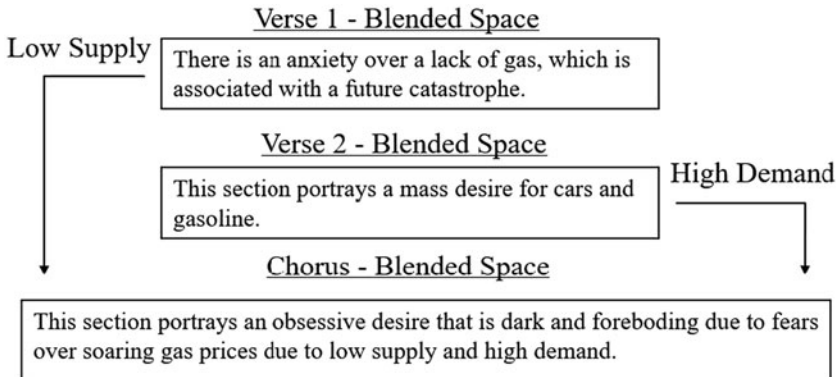 Verse 1 - Blended Space
Low Supply
There is an anxiety over a lack of gas, which is
associated with a future catastrophe.
Verse 2 - Blended Space
High Demand
This section portrays a mass desire for cars and
gasoline.
Chorus - Blended Space
This section portrays an obsessive desire that is dark and foreboding due to fears
over soaring gas prices due to low supply and high demand.